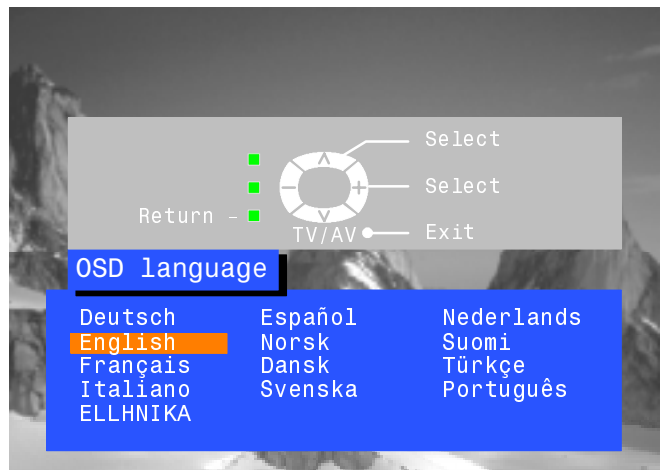 Select
Select
Return –
TV/AV
Exit
OSD language
Deutsch
English
Français
Italiano
ELLHNIKA
Español
Norsk
Dansk
Svenska
Nederlands
Suomi
Türkçe
Português